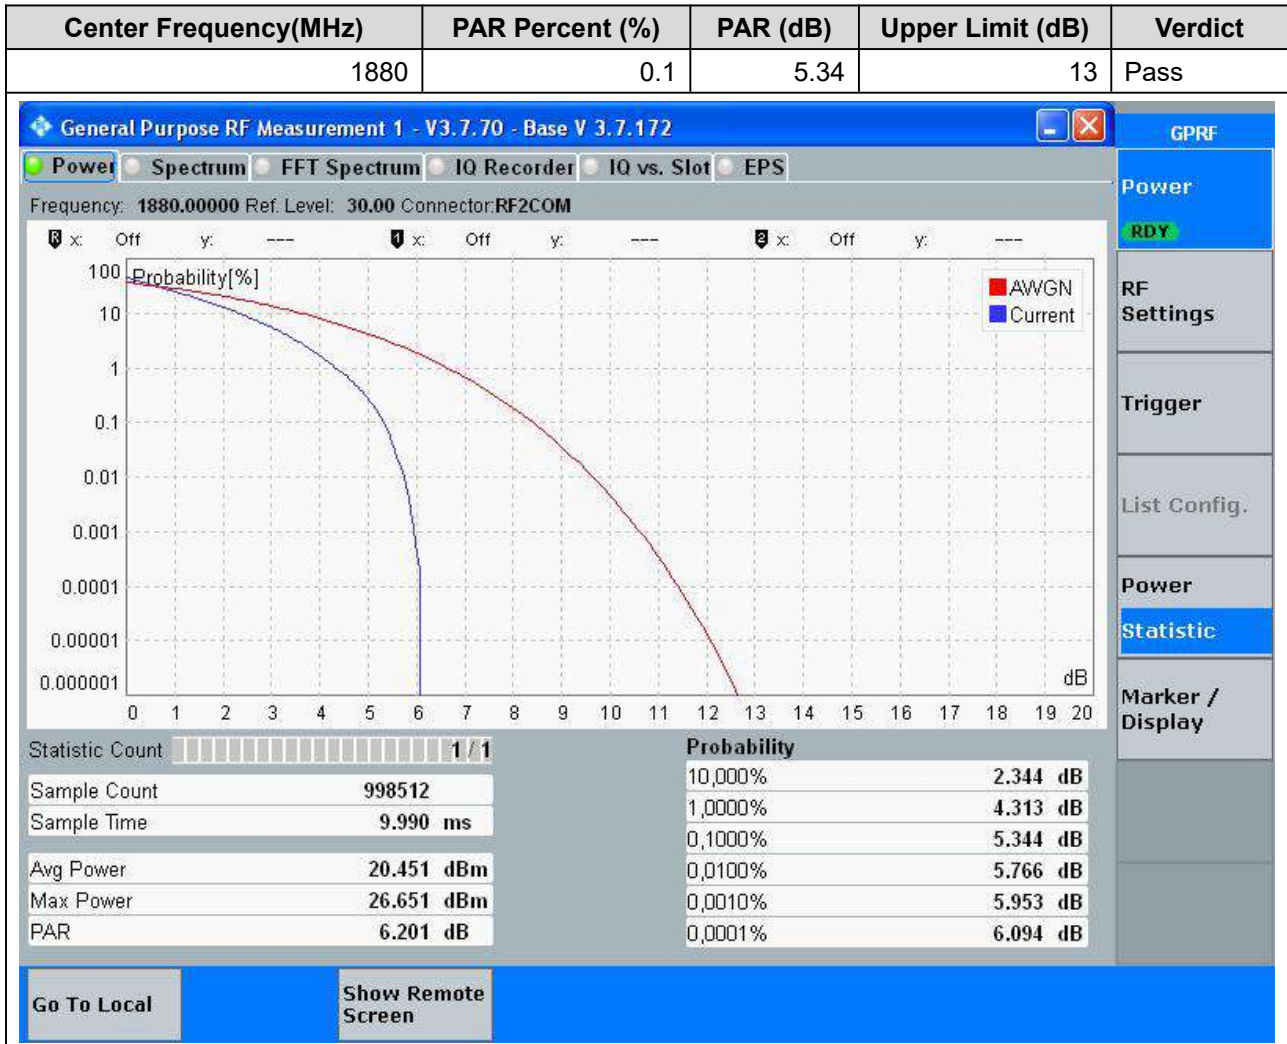 Center Frequency(MHz) PAR Percent (%) PAR (dB) Upper Limit (dB) Verdict
1880 0.1 5.34 13 Pass
General Purpose RF Measurement 1 - V3.7.70 - Base V 3.7.172
GPRF
Power Spectrum FFT Spectrum IQ Recorder IQ vs. Slot EPS
Power
RDY
Frequency: 1880.00000 Ref. Level: 30.00 Connector:RF2COM
R x: Off y: --- 1 x: Off y: --- 2 x: Off y: ---
Probability[%]
AWGN
Current
100
10
1
0.1
0.01
0.001
0.0001
0.00001
0.000001
dB
0 1 2 3 4 5 6 7 8 9 10 11 12 13 14 15 16 17 18 19 20
RF
Settings
Trigger
List Config.
Power
Statistic
Marker /
Display
Statistic Count 1 / 1
Sample Count 998512
Sample Time 9.990 ms
Avg Power 20.451 dBm
Max Power 26.651 dBm
PAR 6.201 dB
Probability
10,000% 2.344 dB
1,0000% 4.313 dB
0,1000% 5.344 dB
0,0100% 5.766 dB
0,0010% 5.953 dB
0,0001% 6.094 dB
Go To Local
Show Remote
Screen